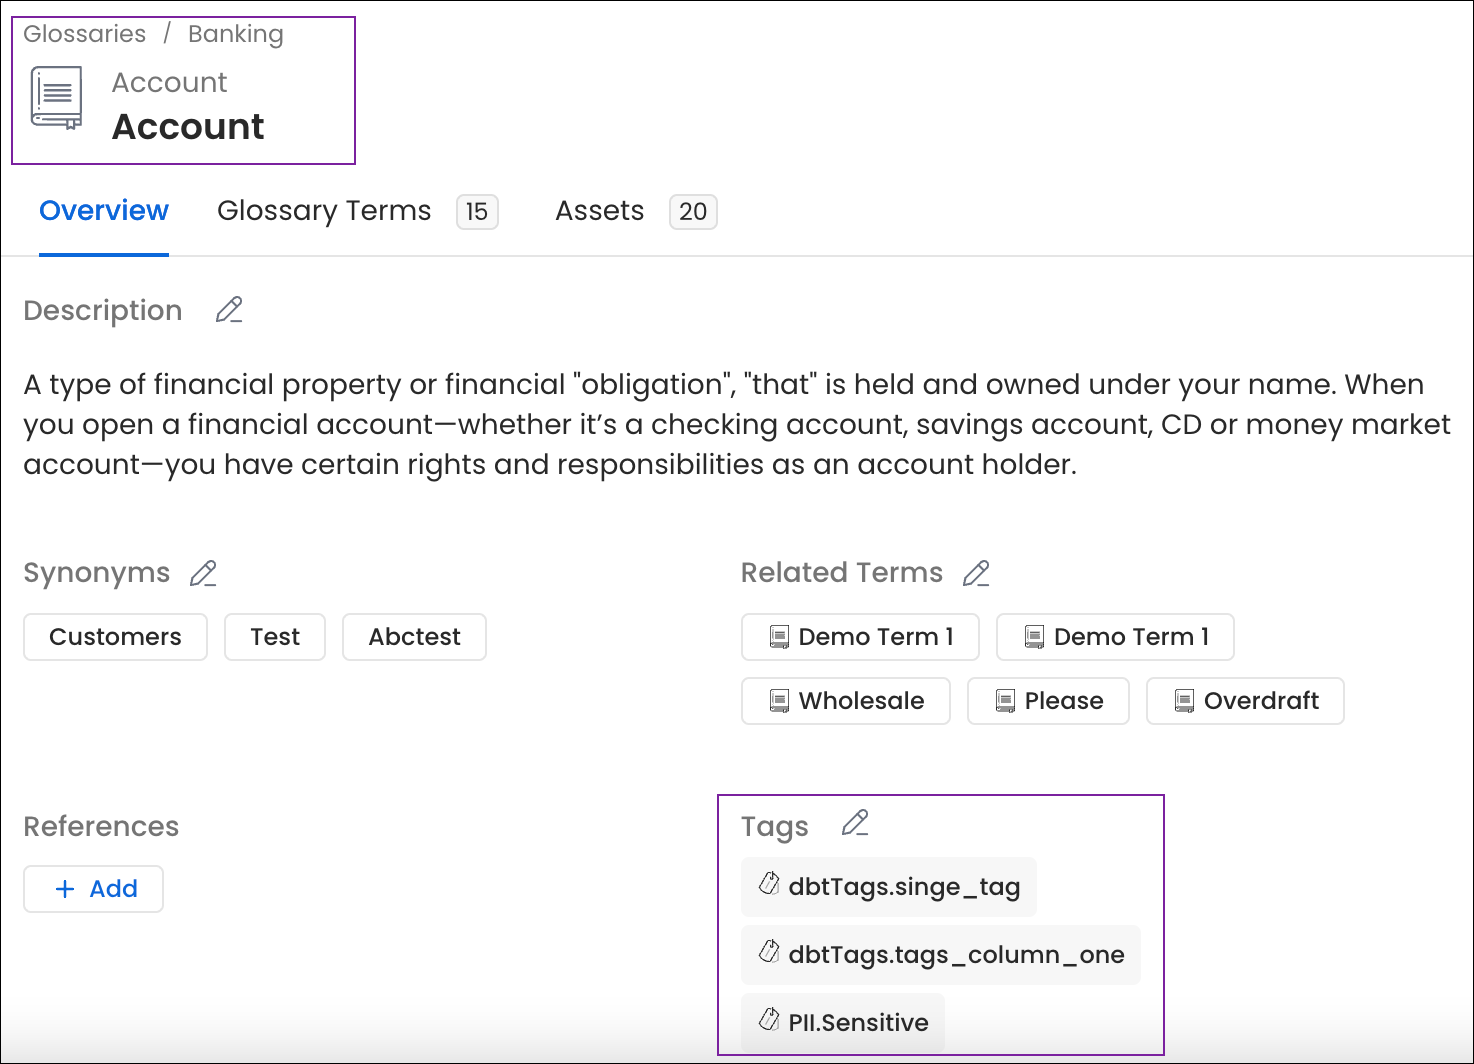 Glossaries / Banking
Account
Account
Overview Glossary Terms 15 Assets 20
Description
A type of financial property or financial "obligation", "that" is held and owned under your name. When
you open a financial account—whether it’s a checking account, savings account, CD or money market
account—you have certain rights and responsibilities as an account holder.
Synonyms
Customers Test Abctest
Related Terms
Demo Term 1 Demo Term 1
Wholesale Please Overdraft
References
+ Add
Tags
dbtTags.singe_tag
dbtTags.tags_column_one
PII.Sensitive